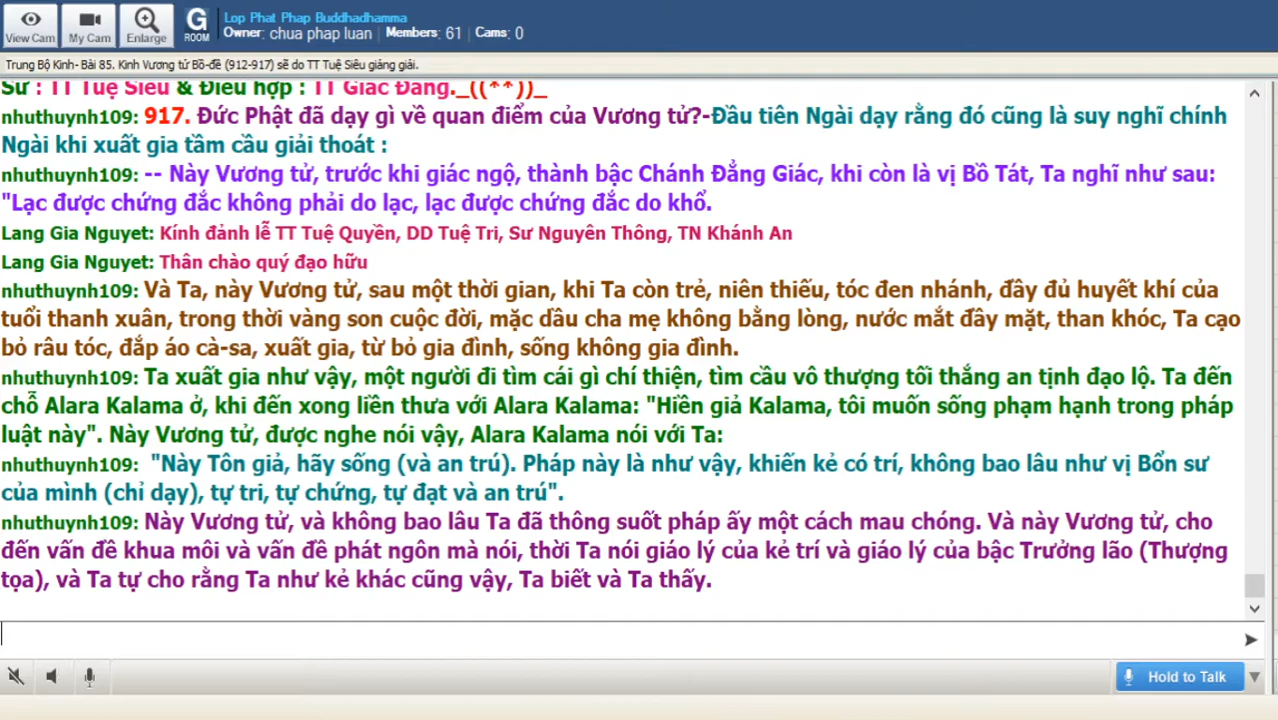 Lop Phat Phap Buddhadhamma
View Cam My Cam Enlarge G ROOM Owner: chua phap luan | Members: 61 | Cams: 0
Trung Bộ Kinh- Bài 85. Kinh Vương tử Bồ-đề (912-917) sẽ do TT Tuệ Siêu giảng giải.
Sư : TT Tuệ Siêu & Điều hợp : TT Giác Đẳng._((**))_
nhuthuynh109: 917. Đức Phật đã dạy gì về quan điểm của Vương tử?-Đầu tiên Ngài dạy rằng đó cũng là suy nghĩ chính
Ngài khi xuất gia tầm cầu giải thoát :
nhuthuynh109: -- Này Vương tử, trước khi giác ngộ, thành bậc Chánh Đẳng Giác, khi còn là vị Bồ Tát, Ta nghĩ như sau:
"Lạc được chứng đắc không phải do lạc, lạc được chứng đắc do khổ.
Lang Gia Nguyet: Kính đảnh lễ TT Tuệ Quyền, DD Tuệ Tri, Sư Nguyên Thông, TN Khánh An
Lang Gia Nguyet: Thân chào quý đạo hữu
nhuthuynh109: Và Ta, này Vương tử, sau một thời gian, khi Ta còn trẻ, niên thiếu, tóc đen nhánh, đầy đủ huyết khí của
tuổi thanh xuân, trong thời vàng son cuộc đời, mặc dầu cha mẹ không bằng lòng, nước mắt đầy mặt, than khóc, Ta cạo
bỏ râu tóc, đắp áo cà-sa, xuất gia, từ bỏ gia đình, sống không gia đình.
nhuthuynh109: Ta xuất gia như vậy, một người đi tìm cái gì chí thiện, tìm cầu vô thượng tối thắng an tịnh đạo lộ. Ta đến
chỗ Alara Kalama ở, khi đến xong liền thưa với Alara Kalama: "Hiền giả Kalama, tôi muốn sống phạm hạnh trong pháp
luật này". Này Vương tử, được nghe nói vậy, Alara Kalama nói với Ta:
nhuthuynh109: "Này Tôn giả, hãy sống (và an trú). Pháp này là như vậy, khiến kẻ có trí, không bao lâu như vị Bổn sư
của mình (chỉ dạy), tự tri, tự chứng, tự đạt và an trú".
nhuthuynh109: Này Vương tử, và không bao lâu Ta đã thông suốt pháp ấy một cách mau chóng. Và này Vương tử, cho
đến vấn đề khua môi và vấn đề phát ngôn mà nói, thời Ta nói giáo lý của kẻ trí và giáo lý của bậc Trưởng lão (Thượng
tọa), và Ta tự cho rằng Ta như kẻ khác cũng vậy, Ta biết và Ta thấy.
Hold to Talk